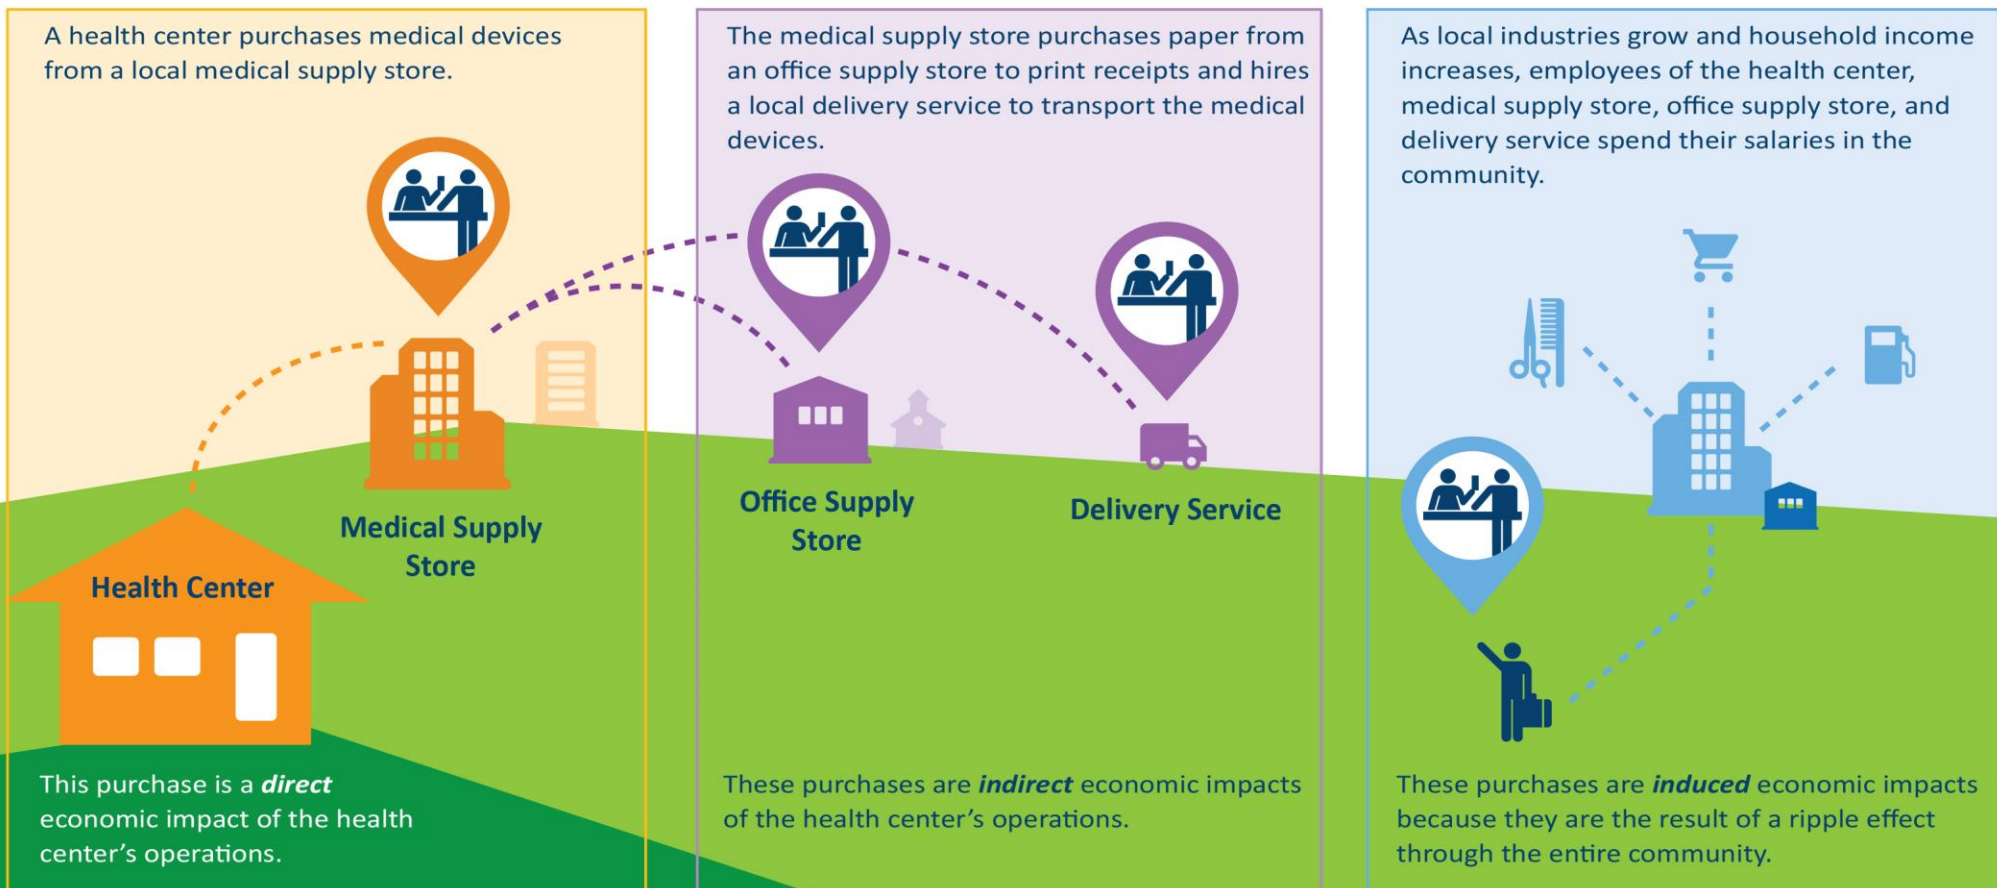 A health center purchases medical devices
from a local medical supply store.
Medical Supply
Store
Health Center
This purchase is a direct
economic impact of the health
center’s operations.
The medical supply store purchases paper from
an office supply store to print receipts and hires
a local delivery service to transport the medical
devices.
Office Supply
Store
Delivery Service
These purchases are indirect economic impacts
of the health center’s operations.
As local industries grow and household income
increases, employees of the health center,
medical supply store, office supply store, and
delivery service spend their salaries in the
community.
These purchases are induced economic impacts
because they are the result of a ripple effect
through the entire community.